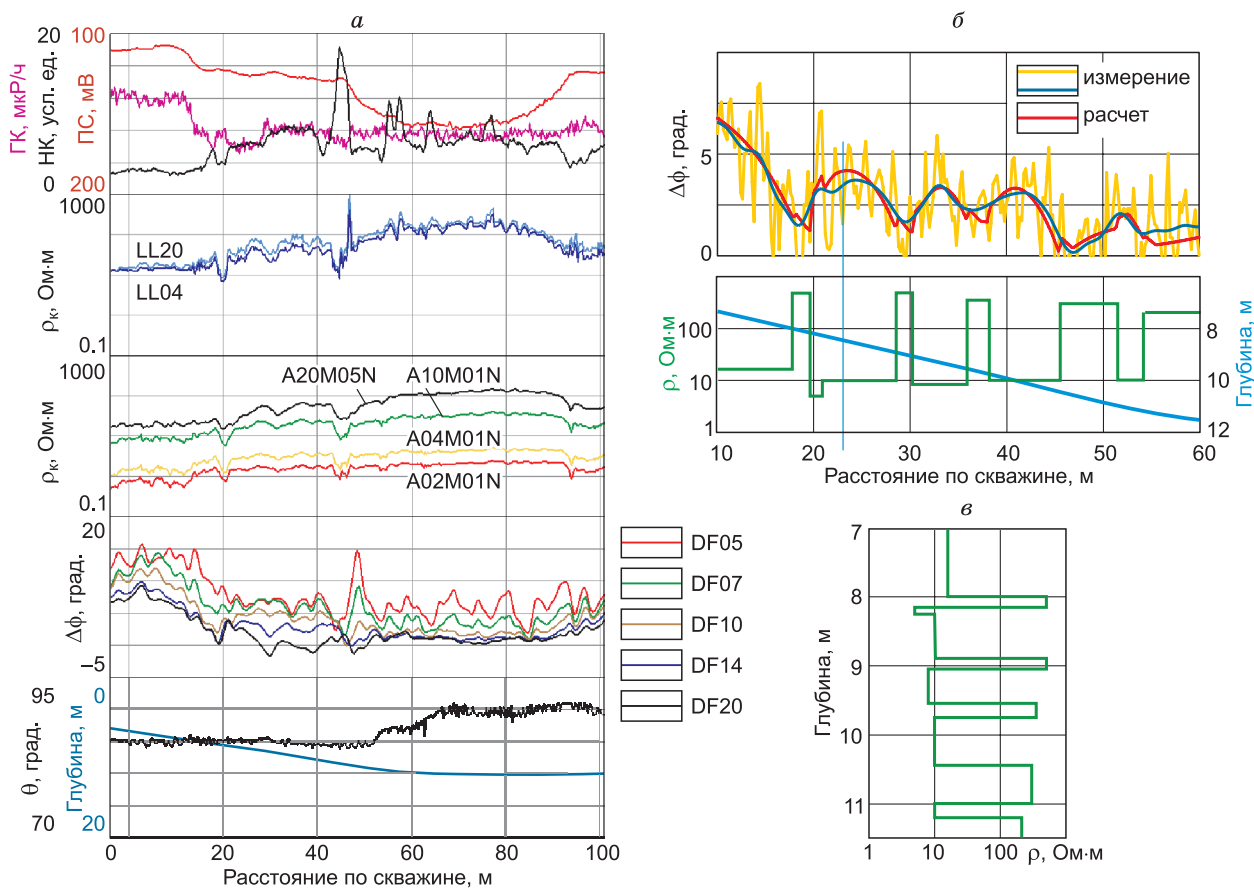 а
20
100
ГК, мкР/ч
НК, усл. ед.
ПС, мВ
0
200
1000
LL20
LL04
ρк, Ом·м
0.1
1000
A20M05N
A10M01N
A04M01N
A02M01N
ρк, Ом·м
0.1
20
Δϕ, град.
–5
95
0
θ, град.
Глубина, м
70
20
0
20
40
60
80
100
Расстояние по скважине, м
DF05
DF07
DF10
DF14
DF20
б
измерение
расчет
5
0
Δϕ, град.
100
10
1
ρ, Ом·м
8
10
12
Глубина, м
10
20
30
40
50
60
Расстояние по скважине, м
в
7
8
9
10
11
Глубина, м
1
10
100
ρ, Ом·м